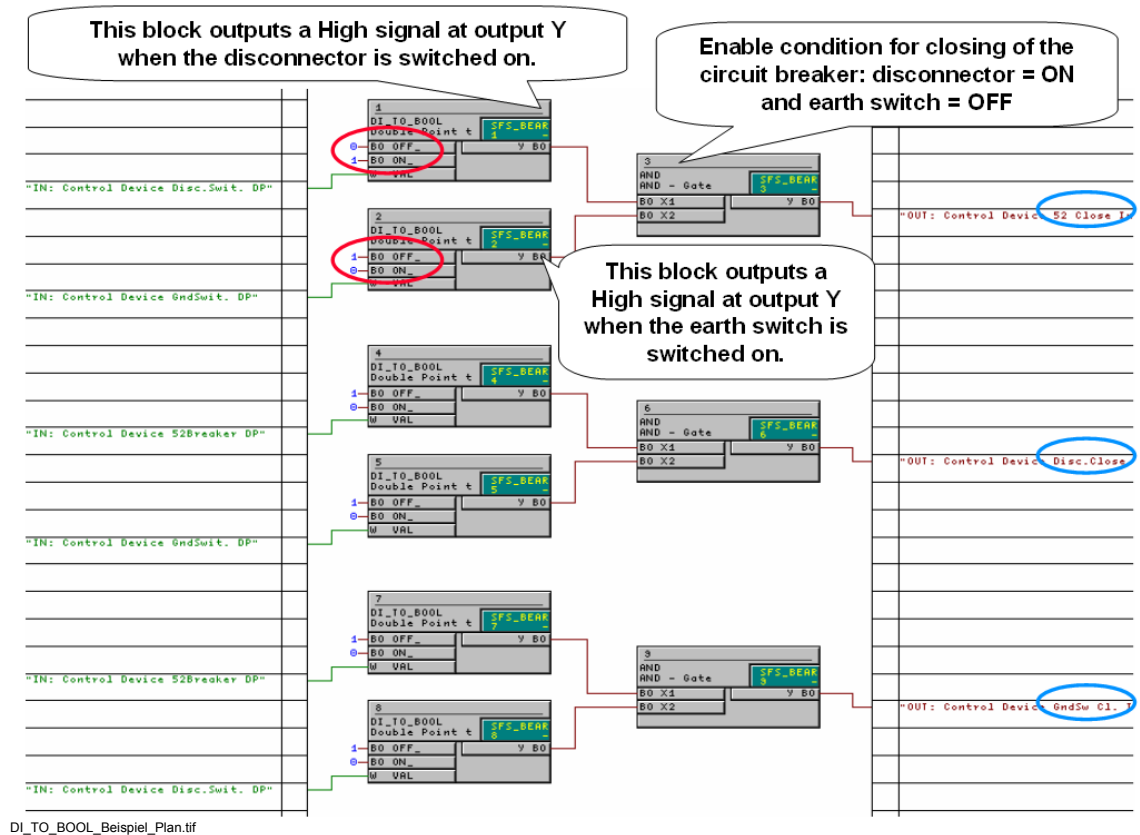 This block outputs a High signal at output Y
when the disconnector is switched on.
Enable condition for closing of the
circuit breaker: disconnector = ON
and earth switch = OFF
1
DI_TO_BOOL
Double Point t
SFS_BEAR
1 -
0 BO OFF_
Y BO
1 BO ON_
W VAL
"IN: Control Device Disc.Swit. DP"
2
DI_TO_BOOL
Double Point t
SFS_BEAR
2 -
1 BO OFF_
Y BO
0 BO ON_
W VAL
"IN: Control Device GndSwit. DP"
3
AND
AND - Gate
SFS_BEAR
3 -
BO X1
Y BO
BO X2
"OUT: Control Device 52 Close I
This block outputs a
High signal at output Y
when the earth switch is
switched on.
4
DI_TO_BOOL
Double Point t
SFS_BEAR
4 -
1 BO OFF_
Y BO
0 BO ON_
W VAL
"IN: Control Device 52Breaker DP"
5
DI_TO_BOOL
Double Point t
SFS_BEAR
5 -
1 BO OFF_
Y BO
0 BO ON_
W VAL
"IN: Control Device GndSwit. DP"
6
AND
AND - Gate
SFS_BEAR
6 -
BO X1
Y BO
BO X2
"OUT: Control Device Disc.Close
7
DI_TO_BOOL
Double Point t
SFS_BEAR
7 -
1 BO OFF_
Y BO
0 BO ON_
W VAL
"IN: Control Device 52Breaker DP"
8
DI_TO_BOOL
Double Point t
SFS_BEAR
8 -
1 BO OFF_
Y BO
0 BO ON_
W VAL
"IN: Control Device Disc.Swit. DP"
9
AND
AND - Gate
SFS_BEAR
9 -
BO X1
Y BO
BO X2
"OUT: Control Device GndSw Cl. I
DI_TO_BOOL_Beispiel_Plan.tif